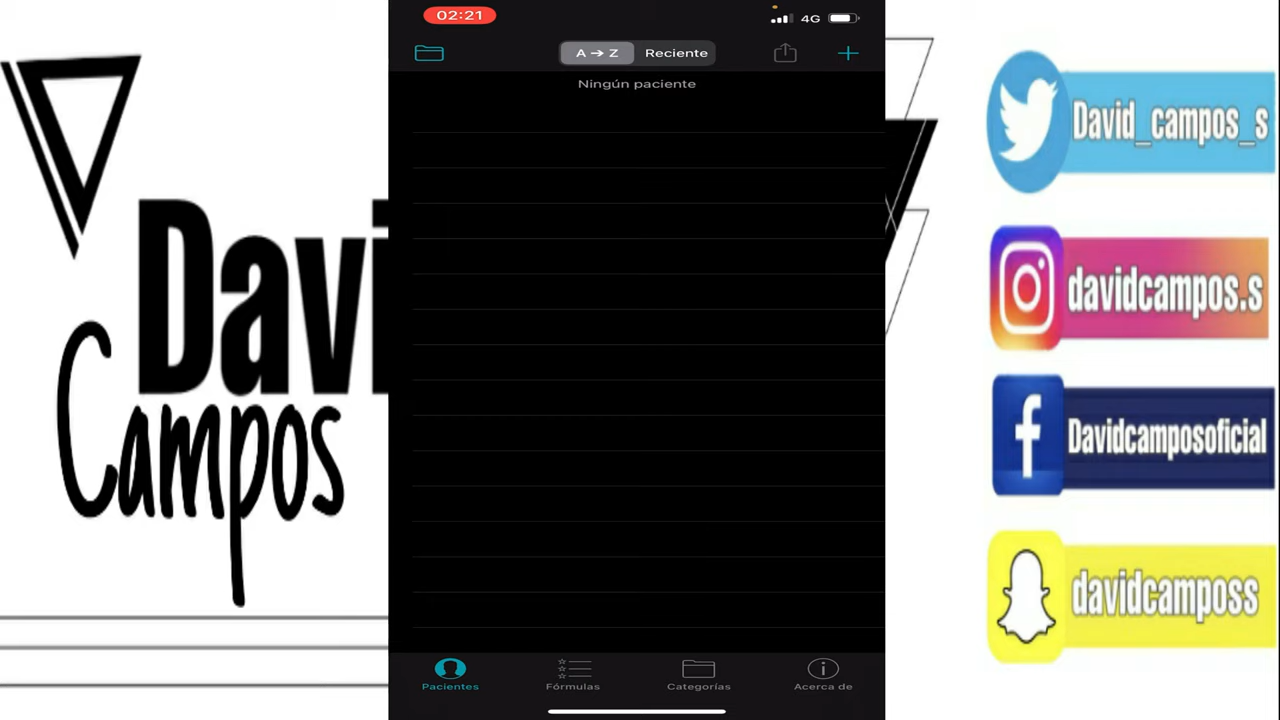 02:21
4G
A → Z
Reciente
Ningún paciente
Davi
Campos
David_campos_s
davidcampos.s
Davidcamposoficial
davidcamposs
Pacientes
Fórmulas
Categorías
Acerca de